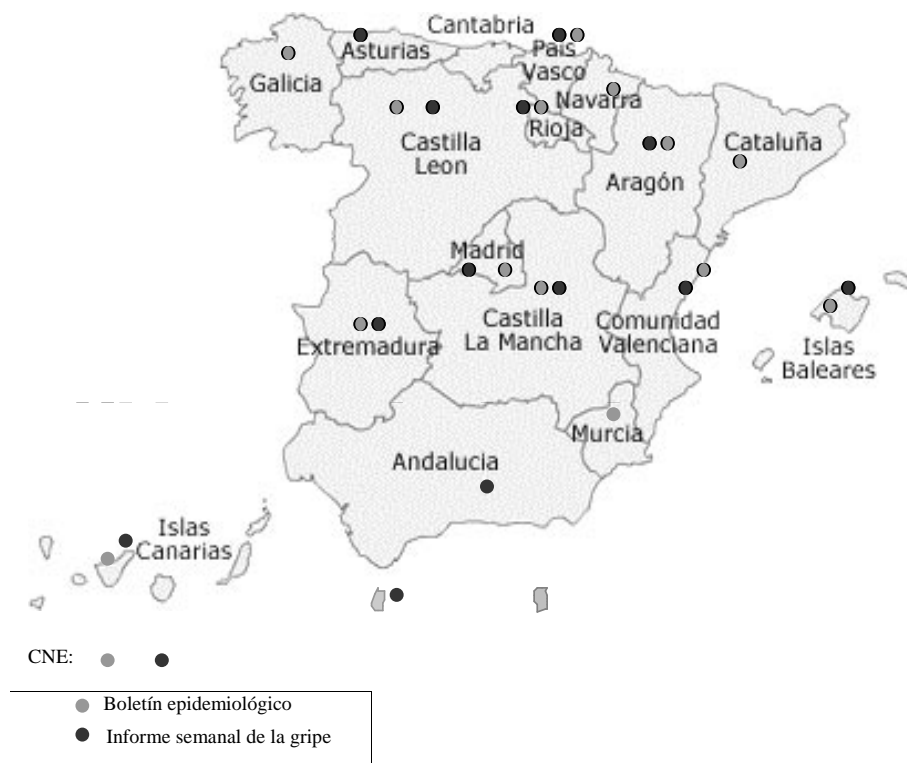 Cantabria
Asturias
País
Vasco
Galicia
Navarra
Rioja
Castilla
Leon
Cataluña
Aragón
Madrid
Castilla
La Mancha
Comunidad
Valenciana
Extremadura
Islas
Baleares
Murcia
Andalucia
Islas
Canarias
CNE:
Boletín epidemiológico
Informe semanal de la gripe